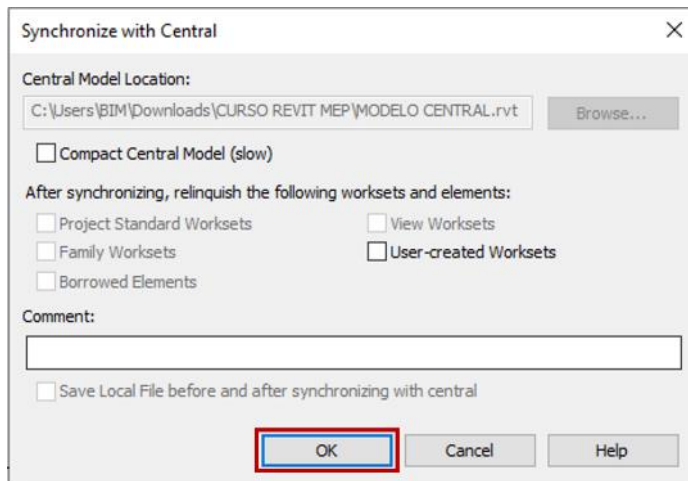 Synchronize with Central
Central Model Location:
C:\Users\BIM\Downloads\CURSO REVIT MEP\MODELO CENTRAL.rvt Browse...
Compact Central Model (slow)
After synchronizing, relinquish the following worksets and elements:
Project Standard Worksets View Worksets
Family Worksets User-created Worksets
Borrowed Elements
Comment:
Save Local File before and after synchronizing with central
OK Cancel Help